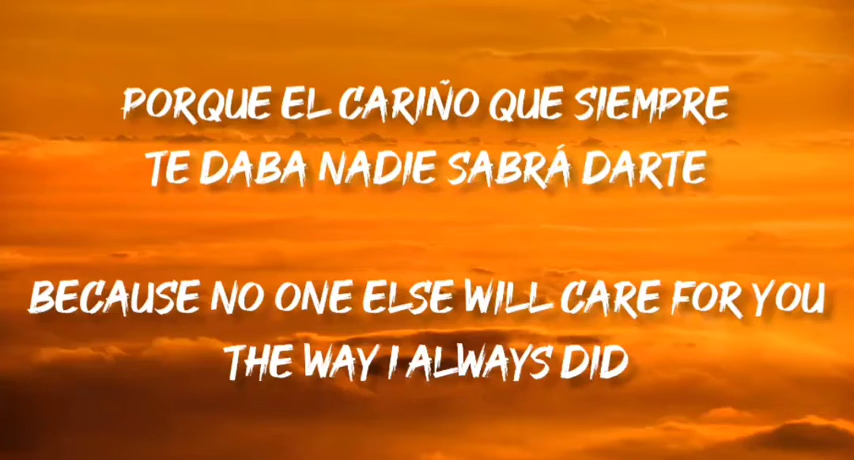 PORQUE EL CARIÑO QUE SIEMPRE
TE DABA NADIE SABRÁ DARTE
BECAUSE NO ONE ELSE WILL CARE FOR YOU
THE WAY I ALWAYS DID